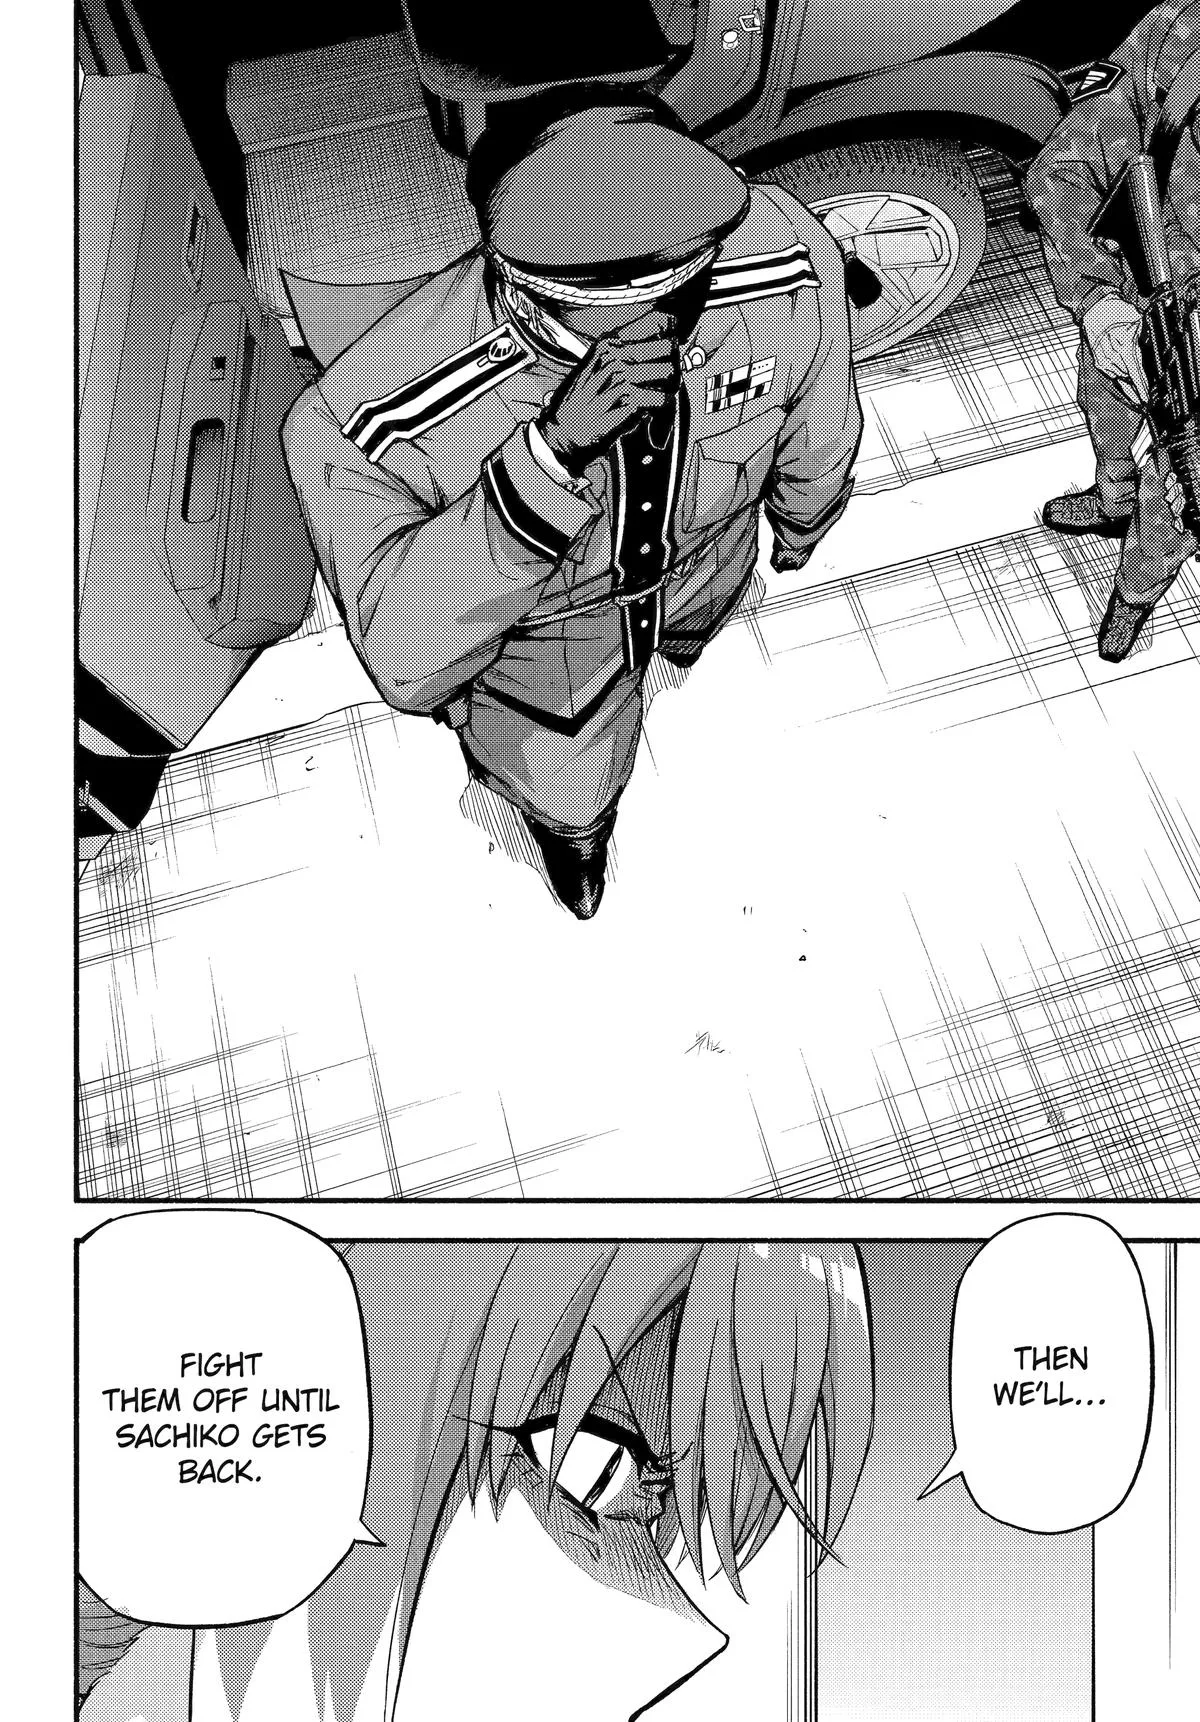 THEN
WE'LL...
FIGHT
THEM OFF UNTIL
SACHIKO GETS
BACK.